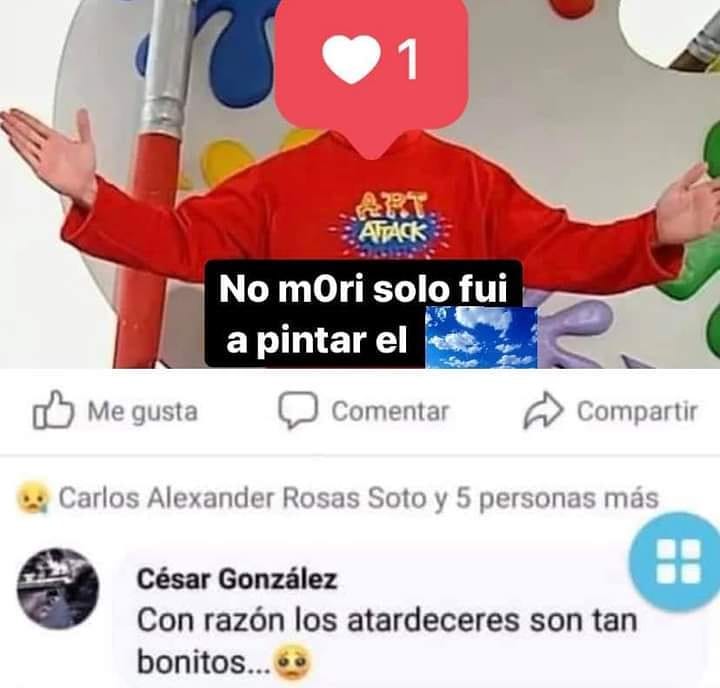 1
ART
ATTACK
No m0ri solo fui
a pintar el
Me gusta Comentar Compartir
Carlos Alexander Rosas Soto y 5 personas más
César González
Con razón los atardeceres son tan
bonitos...🥺